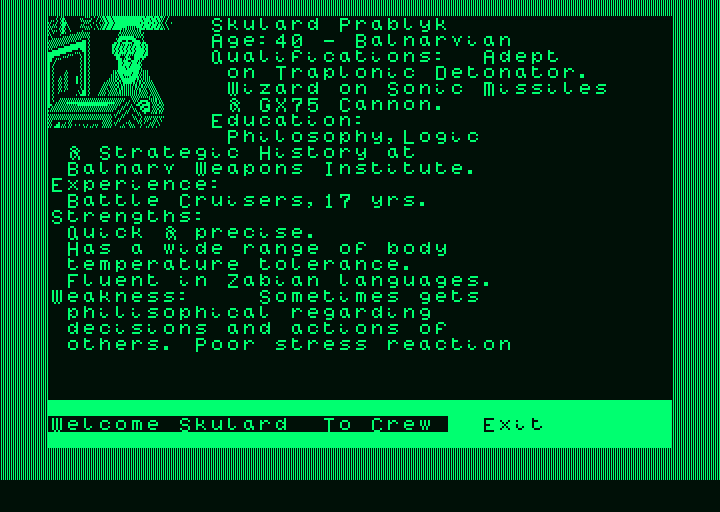 Skulard Prablyk
Age:40 - Balnarvian
Qualifications: Adept
on Traplonic Detonator.
Wizard on Sonic Missiles
& GX75 Cannon.
Education:
Philosophy,Logic
& Strategic History at
Balnary Weapons Institute.
Experience:
Battle Cruisers,17 yrs.
Strengths:
Quick & precise.
Has a wide range of body
temperature tolerance.
Fluent in Zabian languages.
Weakness: Sometimes gets
philisophical regarding
decisions and actions of
others. Poor stress reaction
Welcome Skulard To Crew Exit